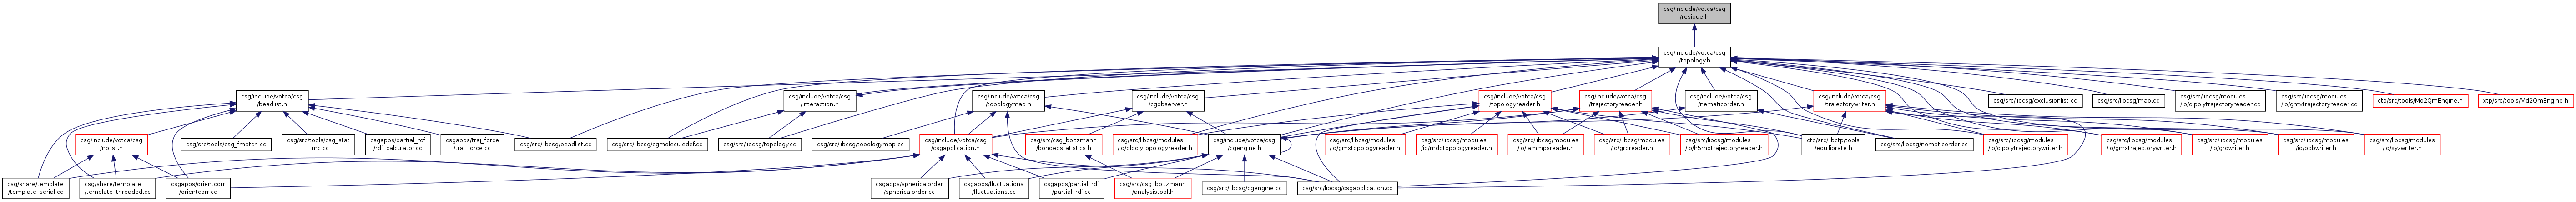 csg/include/votca/csg
/residue.h
csg/include/votca/csg
/topology.h
csg/include/votca/csg
/beadlist.h
csg/include/votca/csg
/interaction.h
csg/include/votca/csg
/topologymap.h
csg/include/votca/csg
/cgobserver.h
csg/include/votca/csg
/topologyreader.h
csg/include/votca/csg
/trajectoryreader.h
csg/include/votca/csg
/nematicorder.h
csg/include/votca/csg
/trajectorywriter.h
csg/src/libcsg/exclusionlist.cc
csg/src/libcsg/map.cc
csg/src/libcsg/modules
/io/dlpolytrajectoryreader.cc
csg/src/libcsg/modules
/io/gmxtrajectoryreader.cc
ctp/src/tools/Md2QmEngine.h
xtp/src/tools/Md2QmEngine.h
csg/include/votca/csg
/nblist.h
csg/src/tools/csg_fmatch.cc
csg/src/tools/csg_stat
_imc.cc
csgapps/partial_rdf
/rdf_calculator.cc
csgapps/traj_force
/traj_force.cc
csg/src/libcsg/beadlist.cc
csg/src/libcsg/cgmoleculedef.cc
csg/src/libcsg/topology.cc
csg/src/libcsg/topologymap.cc
csg/include/votca/csg
/csgapplication.h
csg/src/csg_boltzmann
/bondedstatistics.h
csg/src/libcsg/modules
/io/dlpolytopologyreader.h
csg/include/votca/csg
/cgengine.h
csg/src/libcsg/modules
/io/gmxtopologyreader.h
csg/src/libcsg/modules
/io/mdptopologyreader.h
csg/src/libcsg/modules
/io/lammpsreader.h
csg/src/libcsg/modules
/io/groreader.h
csg/src/libcsg/modules
/io/h5mdtrajectoryreader.h
ctp/src/libctp/tools
/equilibrate.h
csg/src/libcsg/nematicorder.cc
csg/src/libcsg/modules
/io/dlpolytrajectorywriter.h
csg/src/libcsg/modules
/io/gmxtrajectorywriter.h
csg/src/libcsg/modules
/io/growriter.h
csg/src/libcsg/modules
/io/pdbwriter.h
csg/src/libcsg/modules
/io/xyzwriter.h
csg/share/template
/template_serial.cc
csg/share/template
/template_threaded.cc
csgapps/orientcorr
/orientcorr.cc
csgapps/sphericalorder
/sphericalorder.cc
csgapps/fluctuations
/fluctuations.cc
csgapps/partial_rdf
/partial_rdf.cc
csg/src/csg_boltzmann
/analysistool.h
csg/src/libcsg/cgengine.cc
csg/src/libcsg/csgapplication.cc